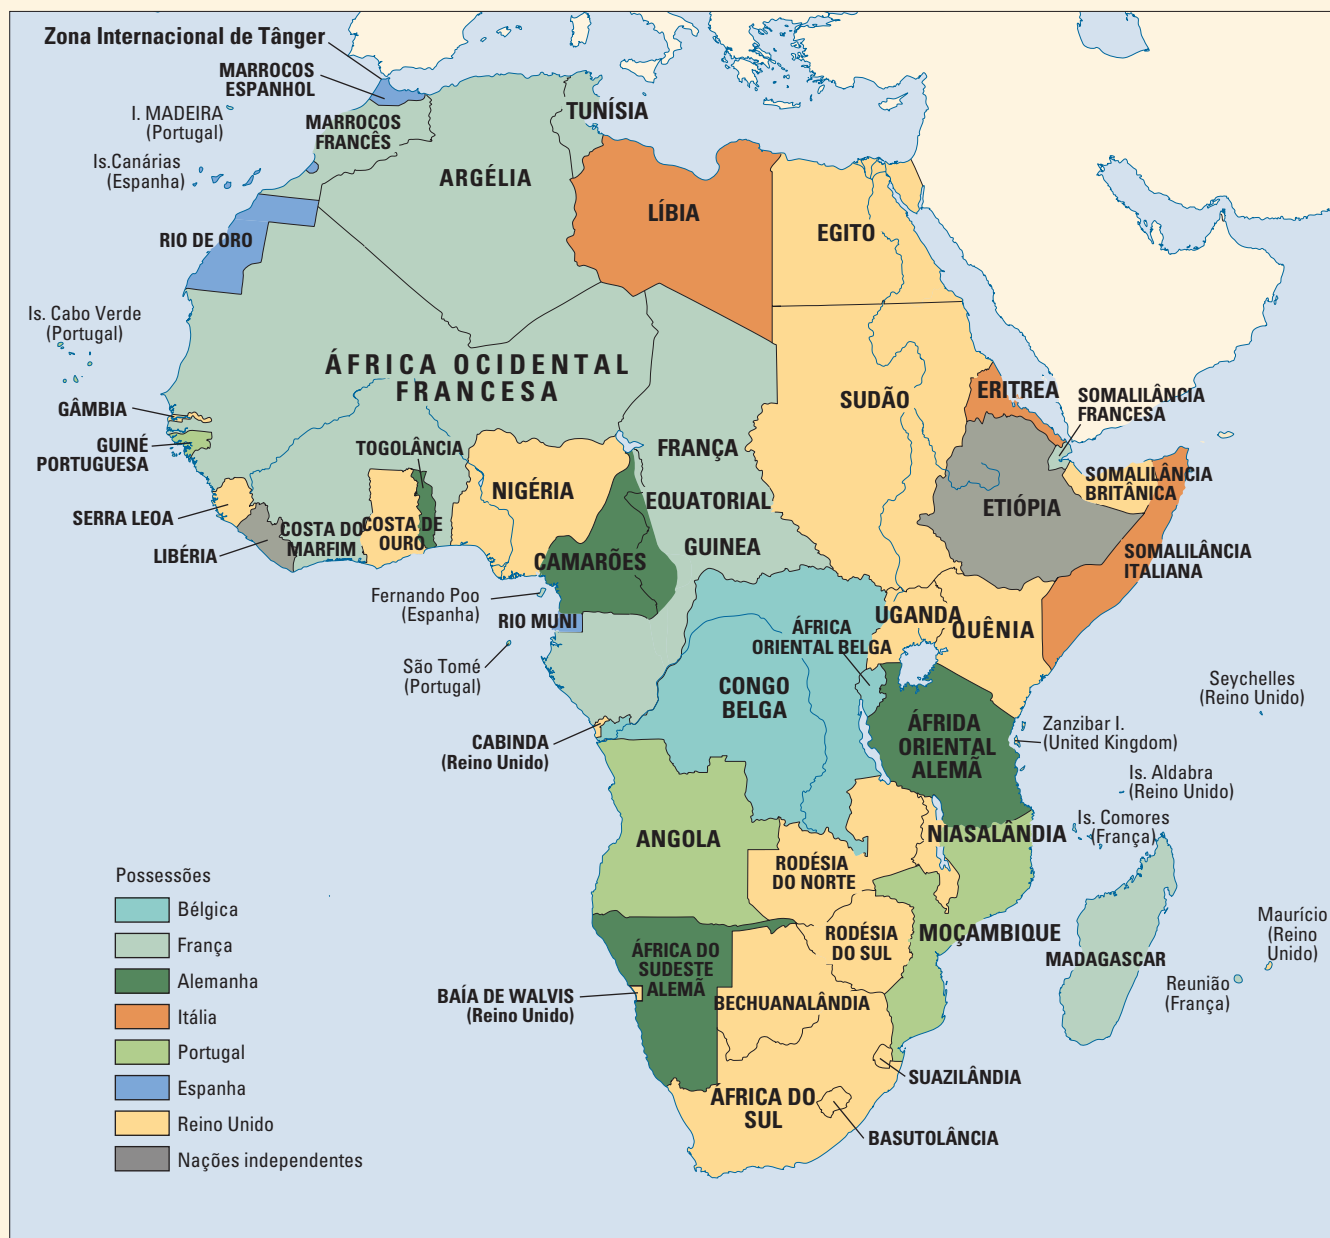 Zona Internacional de Tânger
MARROCOS
ESPANHOL
I. MADEIRA
(Portugal)
MARROCOS
FRANCÊS
TUNÍSIA
Is.Canárias
(Espanha)
ARGÉLIA
LÍBIA
EGITO
RIO DE ORO
Is. Cabo Verde
(Portugal)
ÁFRICA OCIDENTAL
FRANCESA
SUDÃO
ERITREA
SOMALILÂNCIA
FRANCESA
GÂMBIA
GUINÉ
PORTUGUESA
TOGOLÂNCIA
FRANÇA
EQUATORIAL
GUINEA
NIGÉRIA
SOMALILÂNCIA
BRITÂNICA
ETIÓPIA
SERRA LEOA
LIBÉRIA
COSTA DO
MARFIM
COSTA DE
OURO
CAMARÕES
SOMALILÂNCIA
ITALIANA
Fernando Poo
(Espanha)
RIO MUNI
UGANDA
QUÊNIA
ÁFRICA
ORIENTAL BELGA
São Tomé
(Portugal)
CONGO
BELGA
Seychelles
(Reino Unido)
CABINDA
(Reino Unido)
ÁFRIDA
ORIENTAL
ALEMÃ
Zanzibar I.
(United Kingdom)
Is. Aldabra
(Reino Unido)
ANGOLA
NIASALÂNDIA
Is. Comores
(França)
RODÉSIA
DO NORTE
Possessões
Bélgica
França
Alemanha
Itália
Portugal
Espanha
Reino Unido
Nações independentes
ÁFRICA DO
SUDESTE
ALEMÃ
RODÉSIA
DO SUL
MOÇAMBIQUE
MADAGASCAR
Maurício
(Reino
Unido)
Reunião
(França)
BAÍA DE WALVIS
(Reino Unido)
BECHUANALÂNDIA
SUAZILÂNDIA
ÁFRICA DO
SUL
BASUTOLÂNCIA